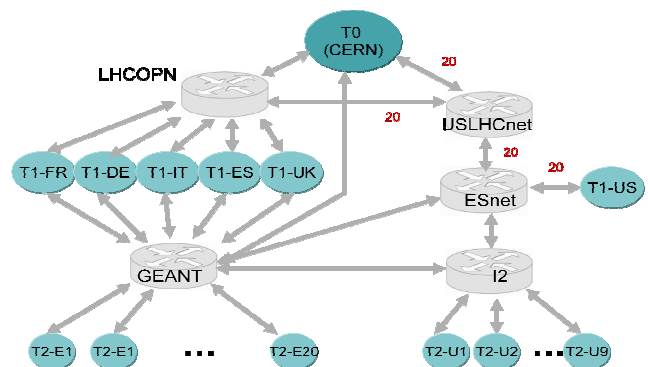 T0
(CERN)
LHCOPN
20
20
USLHCnet
20
20
T1-FR
T1-DE
T1-IT
T1-ES
T1-UK
ESnet
T1-US
GEANT
I2
T2-E1
T2-E1
...
T2-E20
T2-U1
T2-U2
...
T2-U9